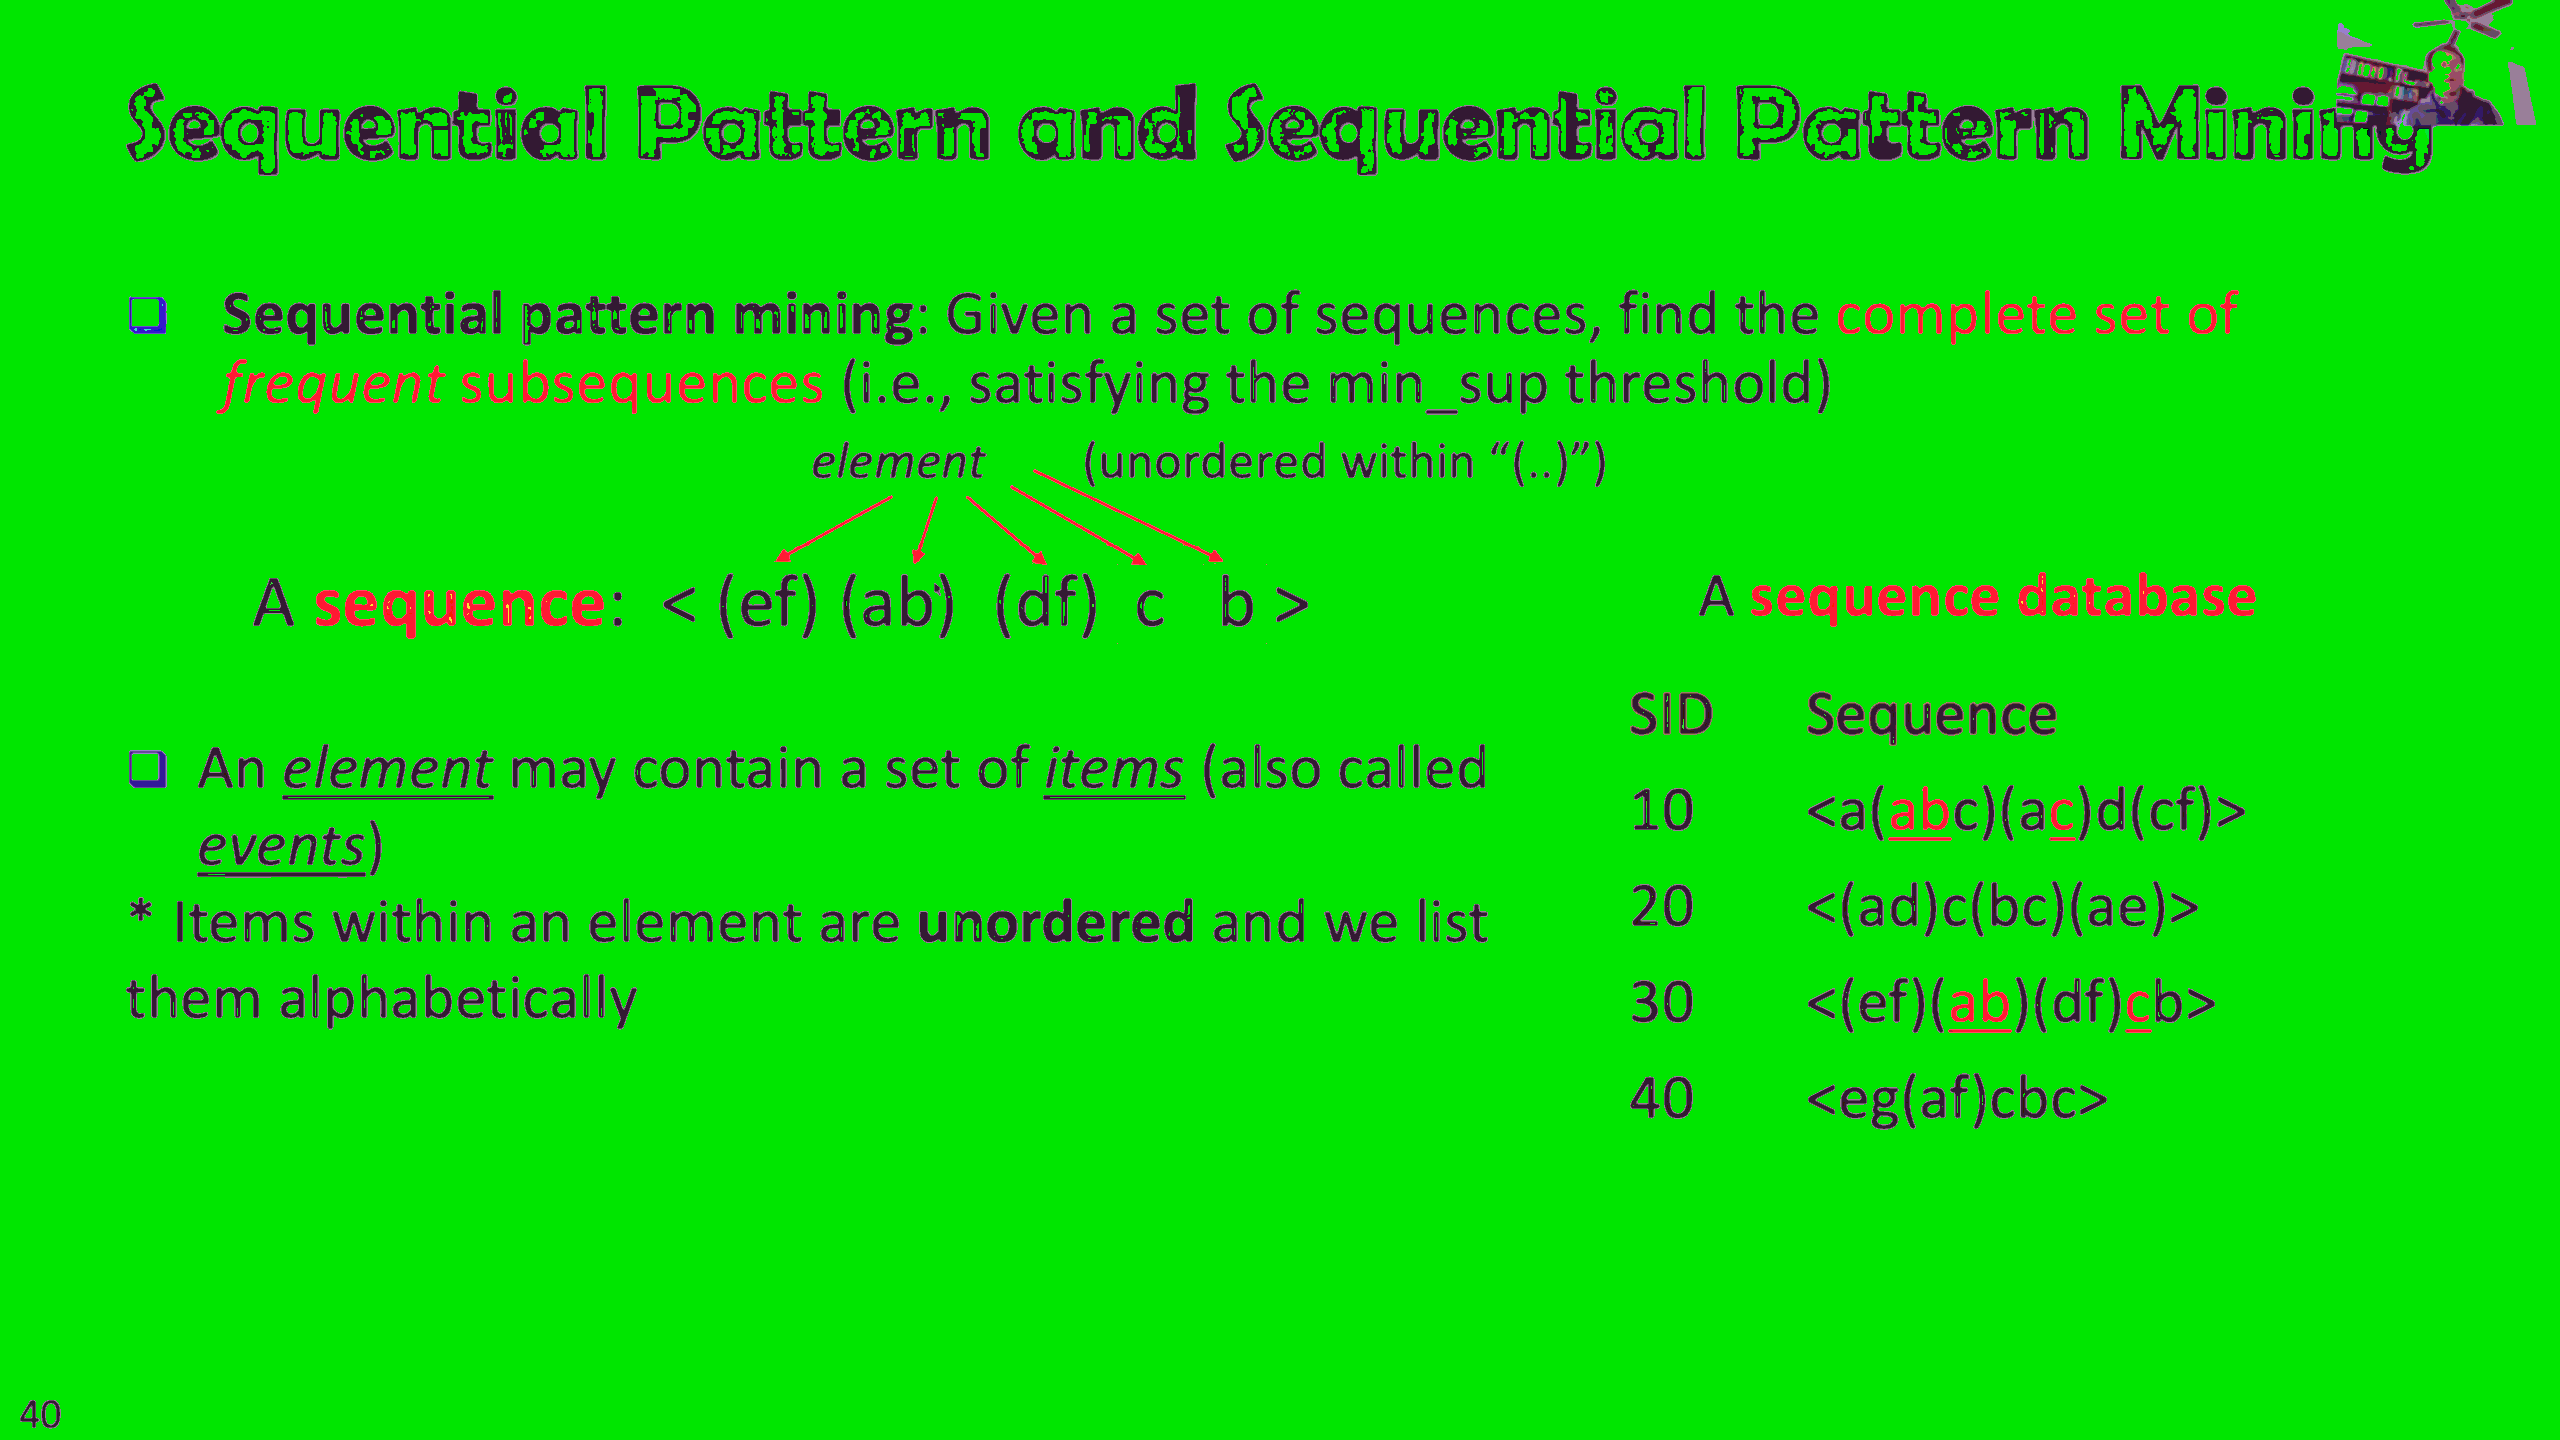 Sequential Pattern and Sequential Pattern Mining
❑ Sequential pattern mining: Given a set of sequences, find the complete set of
frequent subsequences (i.e., satisfying the min_sup threshold)
element (unordered within “(..)”)
A sequence: < (ef) (ab) (df) c b >
❑ An element may contain a set of items (also called
events)
* Items within an element are unordered and we list
them alphabetically
A sequence database
SID Sequence
10 <a(abc)(ac)d(cf)>
20 <(ad)c(bc)(ae)>
30 <(ef)(ab)(df)cb>
40 <eg(af)cbc>
40